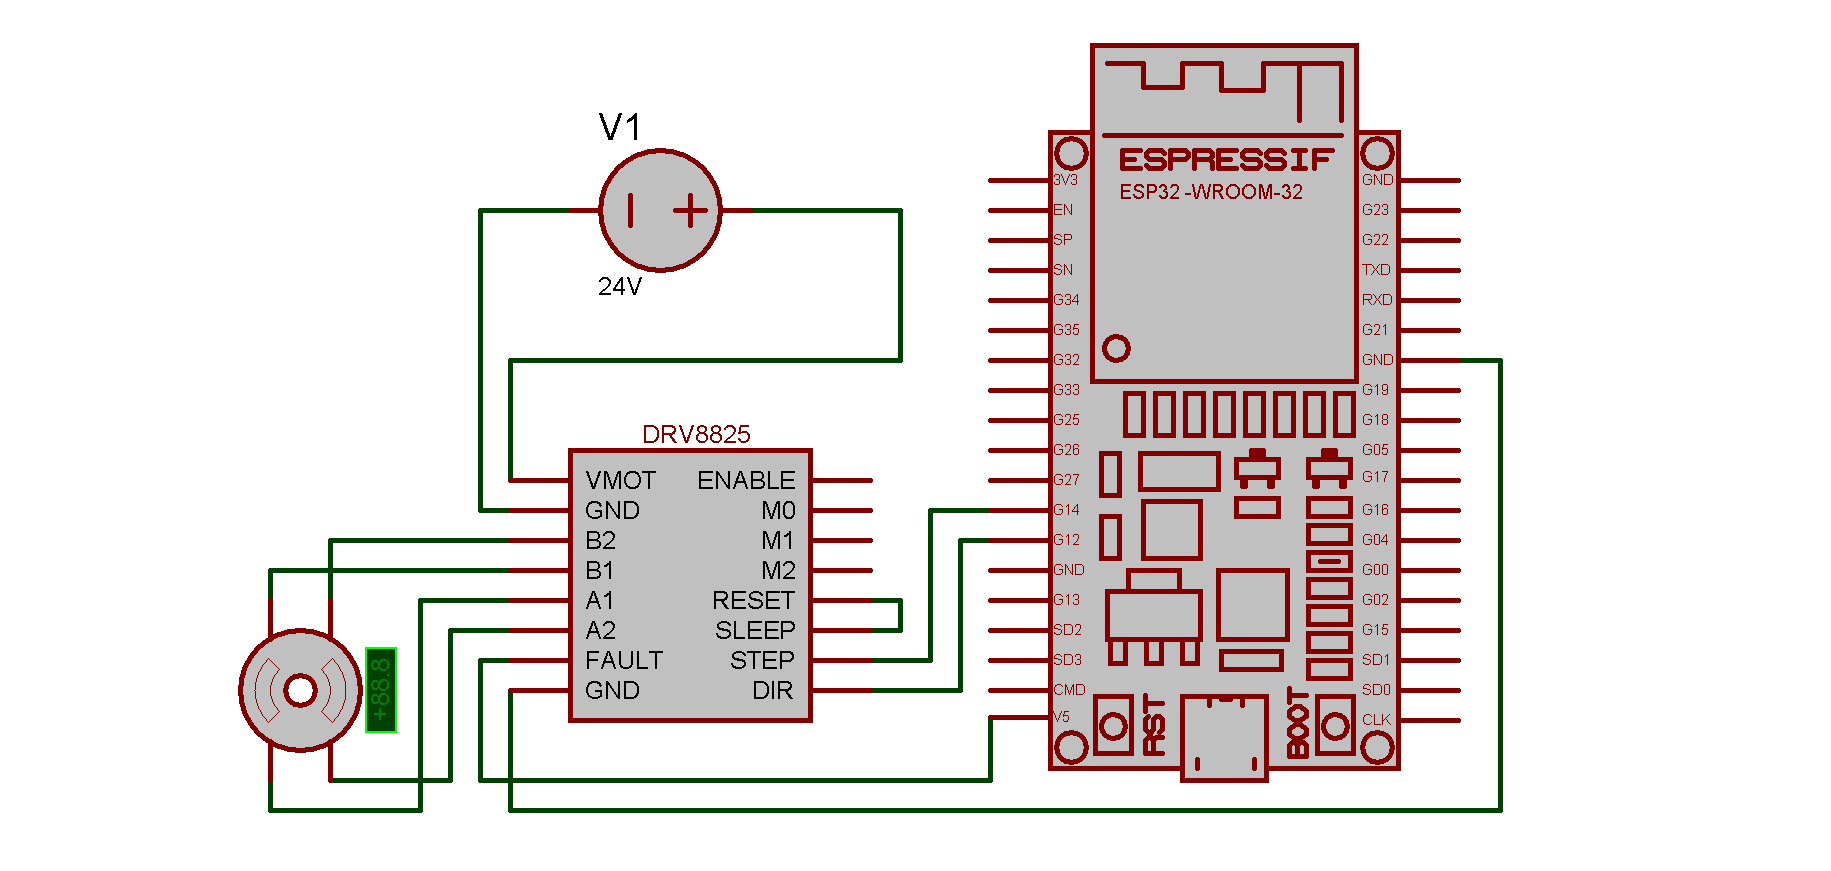 V1
24V
DRV8825
VMOT
GND
B2
B1
A1
A2
FAULT
GND
ENABLE
M0
M1
M2
RESET
SLEEP
STEP
DIR
+88.8
ESPRESSIF
ESP32-WROOM-32
3V3
EN
SP
SN
G34
G35
G32
G33
G25
G26
G27
G14
G12
GND
G13
SD2
SD3
CMD
V5
GND
G23
G22
TXD
RXD
G21
GND
G19
G18
G05
G17
G16
G04
G00
G02
G15
SD1
SD0
CLK
RST
BOOT